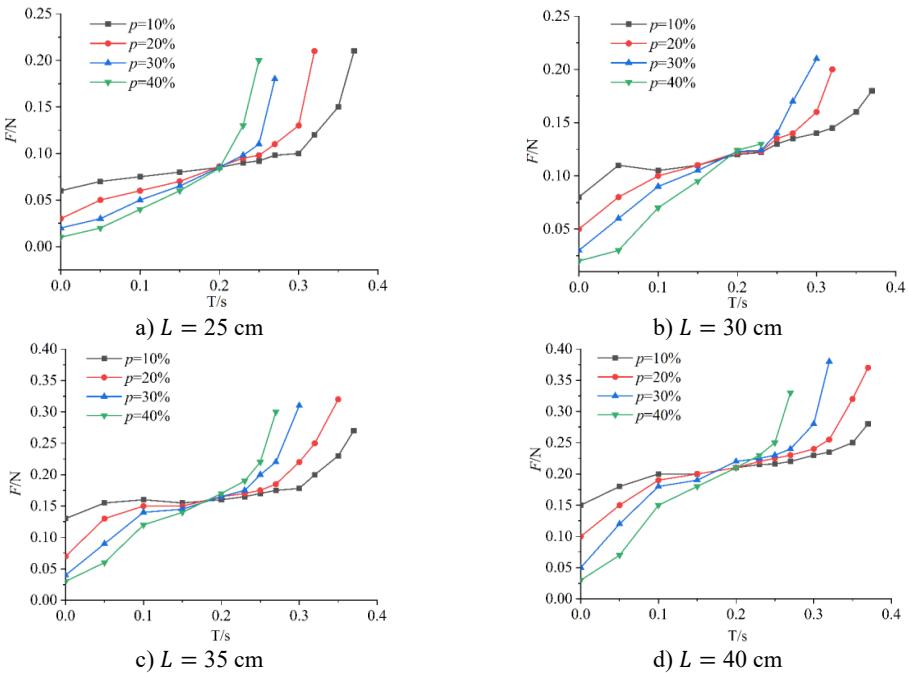 0.25
0.20
0.15
0.10
0.05
0.00
F/N
p=10%
p=20%
p=30%
p=40%
0.0 0.1 0.2 0.3 0.4
T/s
a) L = 25 cm
0.25
0.20
0.15
0.10
0.05
F/N
p=10%
p=20%
p=30%
p=40%
0.0 0.1 0.2 0.3 0.4
T/s
b) L = 30 cm
0.40
0.35
0.30
0.25
0.20
0.15
0.10
0.05
0.00
F/N
p=10%
p=20%
p=30%
p=40%
0.0 0.1 0.2 0.3 0.4
T/s
c) L = 35 cm
0.40
0.35
0.30
0.25
0.20
0.15
0.10
0.05
0.00
F/N
p=10%
p=20%
p=30%
p=40%
0.0 0.1 0.2 0.3 0.4
T/s
d) L = 40 cm